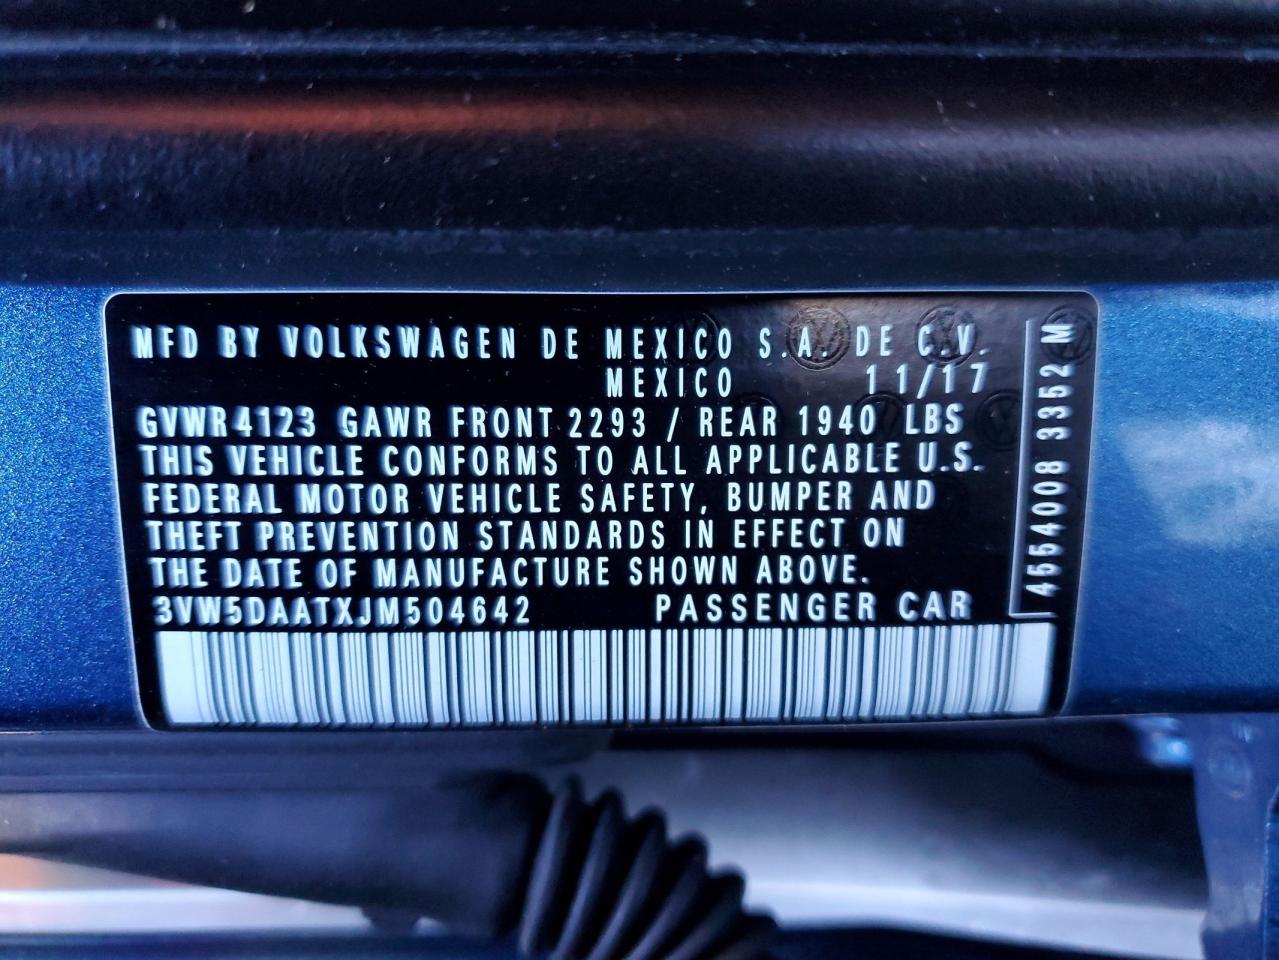 MFD BY VOLKSWAGEN DE MEXICO S.A. DE C.V.
MEXICO 11/17
GVWR 4123 GAWR FRONT 2293 / REAR 1940 LBS
THIS VEHICLE CONFORMS TO ALL APPLICABLE U.S.
FEDERAL MOTOR VEHICLE SAFETY, BUMPER AND
THEFT PREVENTION STANDARDS IN EFFECT ON
THE DATE OF MANUFACTURE SHOWN ABOVE.
3VW5DAATXJM504642 PASSENGER CAR
4554008 3352 M